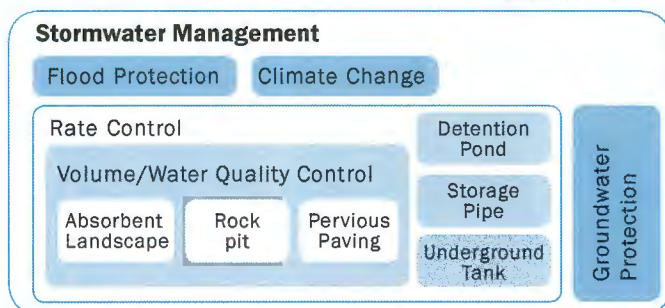 Stormwater Management
Flood Protection
Climate Change
Rate Control
Volume/Water Quality Control
Absorbent
Landscape
Rock
pit
Pervious
Paving
Detention
Pond
Storage
Pipe
Underground
Tank
Groundwater
Protection